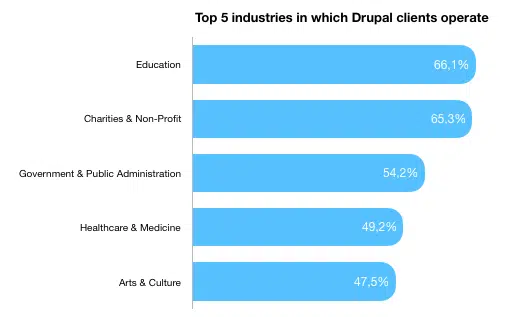 Top 5 industries in which Drupal clients operate
Education
66,1%
Charities & Non-Profit
65,3%
Government & Public Administration
54,2%
Healthcare & Medicine
49,2%
Arts & Culture
47,5%